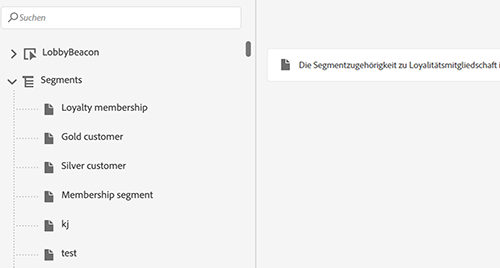 Suchen
LobbyBeacon
Segments
Loyalty membership
Gold customer
Silver customer
Membership segment
kj
test
Die Segmentzugehörigkeit zu Loyalitätsmitgliedschaft i